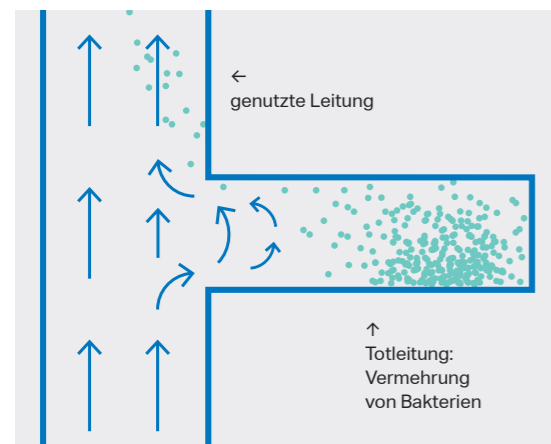 ←
genutzte Leitung
↑
Totleitung:
Vermehrung
von Bakterien